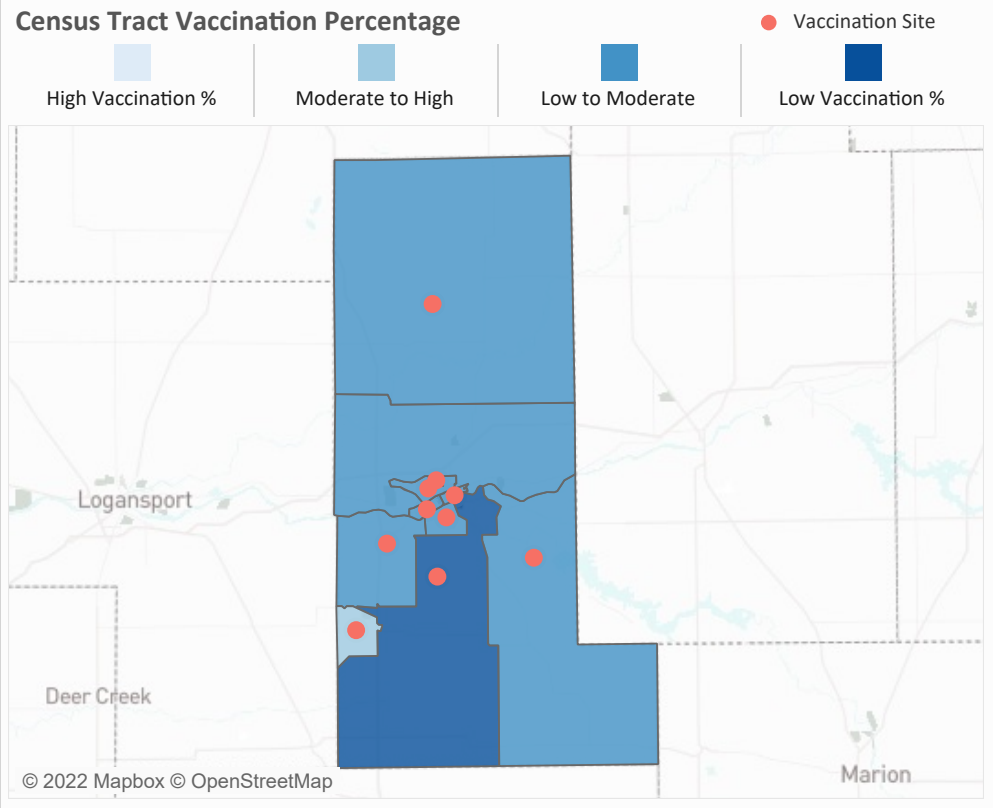 Census Tract Vaccination Percentage
Vaccination Site
High Vaccination %
Moderate to High
Low to Moderate
Low Vaccination %
Logansport
Deer Creek
Marion
© 2022 Mapbox © OpenStreetMap